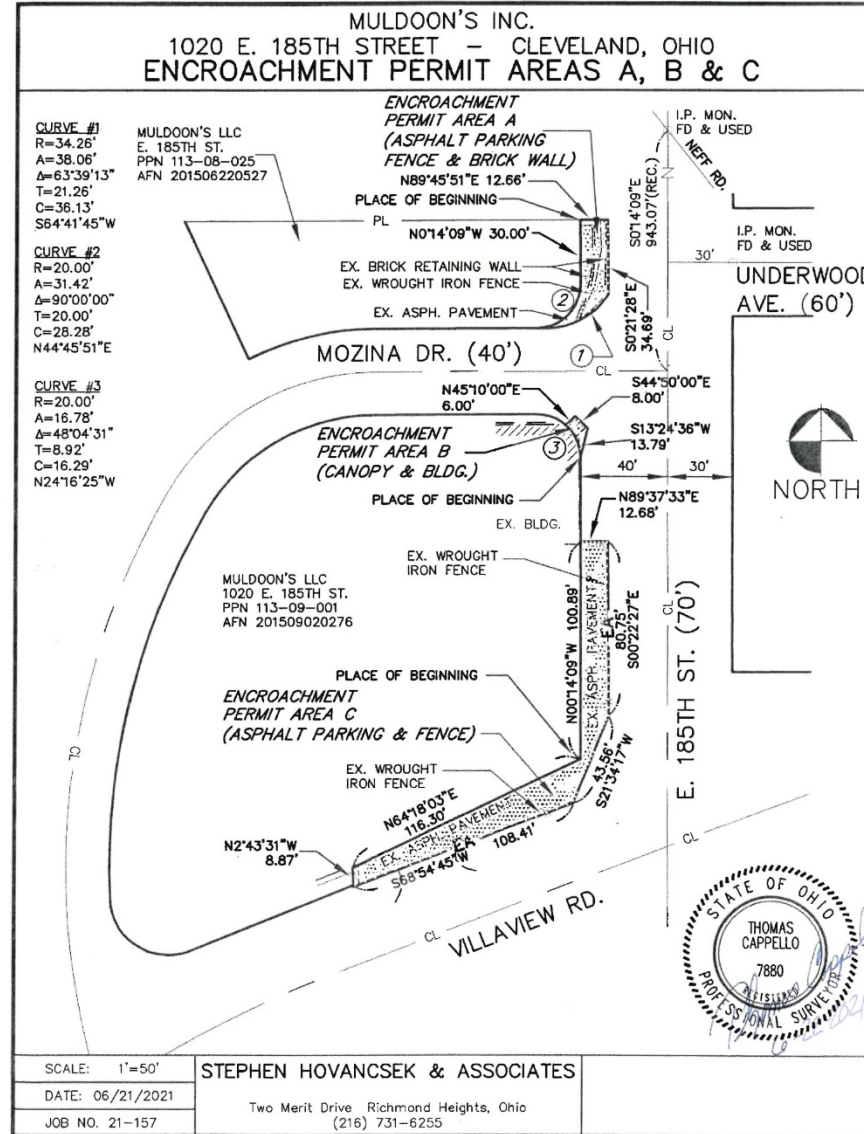 MULDOON'S INC.
1020 E. 185TH STREET – CLEVELAND, OHIO
ENCROACHMENT PERMIT AREAS A, B & C
CURVE #1
R=34.26'
A=38.06'
Δ=63°39'13"
T=21.26'
C=36.13'
S64°41'45"W
CURVE #2
R=20.00'
A=31.42'
Δ=90°00'00"
T=20.00'
C=28.28'
N44°45'51"E
CURVE #3
R=20.00'
A=16.78'
Δ=48°04'31"
T=8.92'
C=16.29'
N24°16'25"W
MULDOON'S LLC
E. 185TH ST.
PPN 113-08-025
AFN 201506220527
ENCROACHMENT
PERMIT AREA A
(ASPHALT PARKING
FENCE & BRICK WALL)
N89°45'51"E 12.66'
PLACE OF BEGINNING
PL
N0°14'09"W 30.00'
EX. BRICK RETAINING WALL
EX. WROUGHT IRON FENCE
EX. ASPH. PAVEMENT
2
1
S0°21'28"E
34.69'
I.P. MON.
FD & USED
NEFF RD.
N
S0°14'09"E
943.07'(REC.)
I.P. MON.
FD & USED
30'
UNDERWOOD
AVE. (60')
CL
MOZINA DR. (40')
CL
N45°10'00"E
6.00'
S44°50'00"E
8.00'
S13°24'36"W
13.79'
ENCROACHMENT
PERMIT AREA B
(CANOPY & BLDG.)
3
PLACE OF BEGINNING
40'
30'
NORTH
N89°37'33"E
12.68'
EX. BLDG.
EX. WROUGHT
IRON FENCE
MULDOON'S LLC
1020 E. 185TH ST.
PPN 113-09-001
AFN 201509020276
N00°14'09"W 100.89'
EX. ASPH. PAVEMENT
EA
80.75'
S00°22'27"E
CL
E. 185TH ST. (70')
PLACE OF BEGINNING
ENCROACHMENT
PERMIT AREA C
(ASPHALT PARKING & FENCE)
EX. WROUGHT
IRON FENCE
43.56'
S21°34'17"W
CL
N64°18'03"E
116.30'
EX. ASPH. PAVEMENT
N2°43'31"W
8.87'
EA
S68°54'45"W
108.41'
CL
CL
VILLAVIEW RD.
STATE OF OHIO
THOMAS
CAPPELLO
7880
REGISTERED
PROFESSIONAL SURVEYOR
SCALE: 1'=50'
DATE: 06/21/2021
JOB NO. 21-157
STEPHEN HOVANCSEK & ASSOCIATES
Two Merit Drive Richmond Heights, Ohio
(216) 731-6255